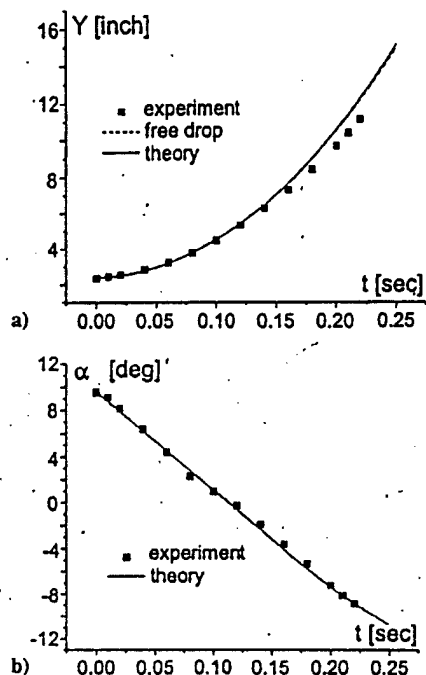 Y [inch]
16
12
8
4
experiment
free drop
theory
t [sec]
a)
0.00 0.05 0.10 0.15 0.20 0.25
α [deg]
12
8
4
0
-4
-8
-12
experiment
theory
t [sec]
b)
0.00 0.05 0.10 0.15 0.20 0.25